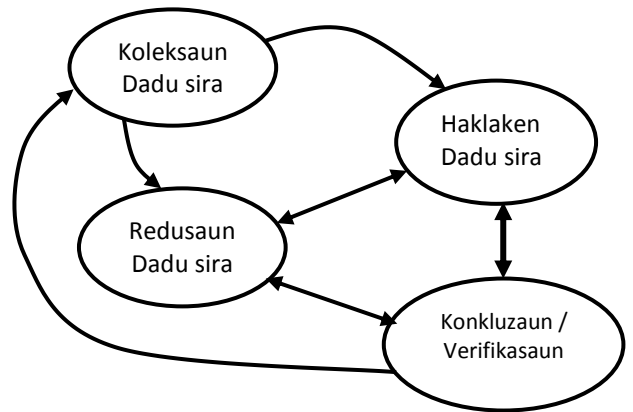 Koleksaun
Dadu sira
Haklaken
Dadu sira
Redusaun
Dadu sira
Konkluzaun /
Verifikasaun